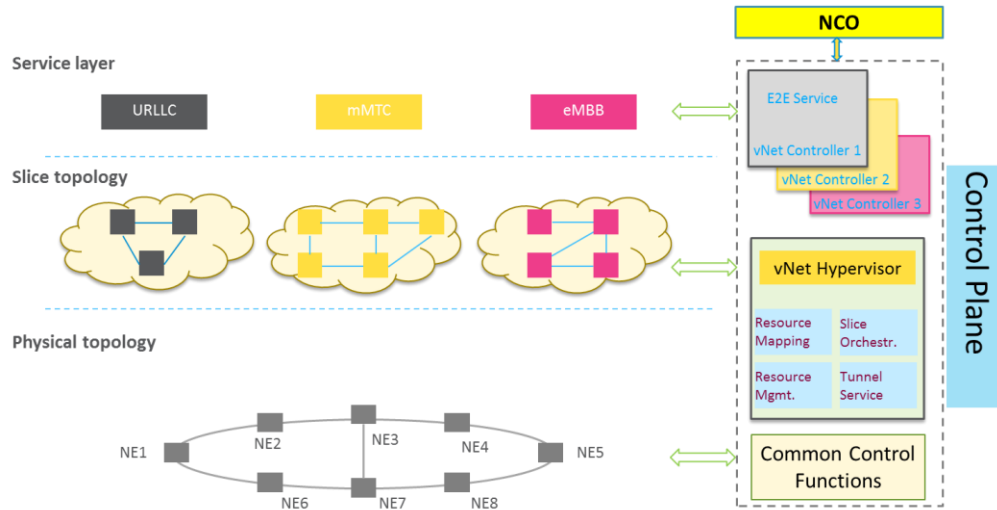 NCO
Service layer
URLLC
mMTC
eMBB
E2E Service
vNet Controller 1
vNet Controller 2
vNet Controller 3
Control Plane
Slice topology
vNet Hypervisor
Resource
Mapping
Slice
Orchestr.
Resource
Mgmt.
Tunnel
Service
Physical topology
NE1
NE2
NE3
NE4
NE5
NE6
NE7
NE8
Common Control
Functions